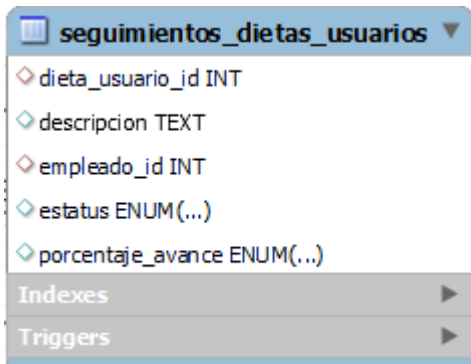 seguimientos_dietas_usuarios
dieta_usuario_id INT
descripcion TEXT
empleado_id INT
estatus ENUM(...)
porcentaje_avance ENUM(...)
Indexes
Triggers